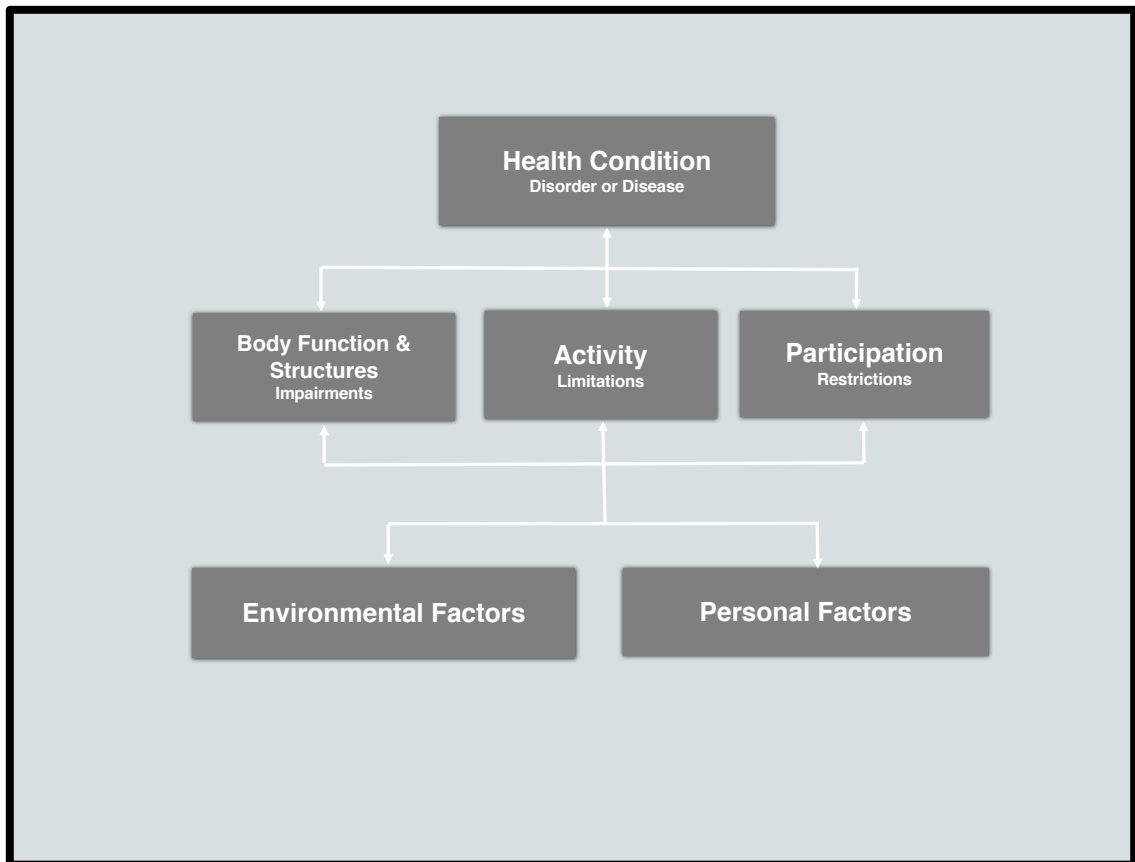 Health Condition
Disorder or Disease
Body Function &
Structures
Impairments
Activity
Limitations
Participation
Restrictions
Environmental Factors
Personal Factors